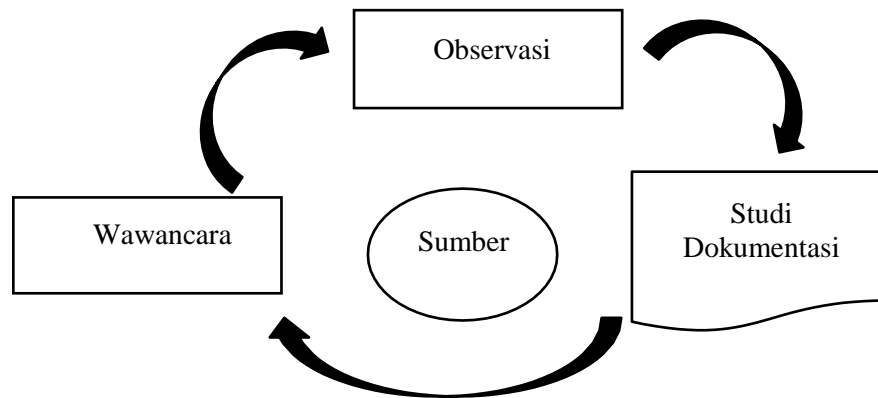 Observasi
Wawancara
Sumber
Studi
Dokumentasi